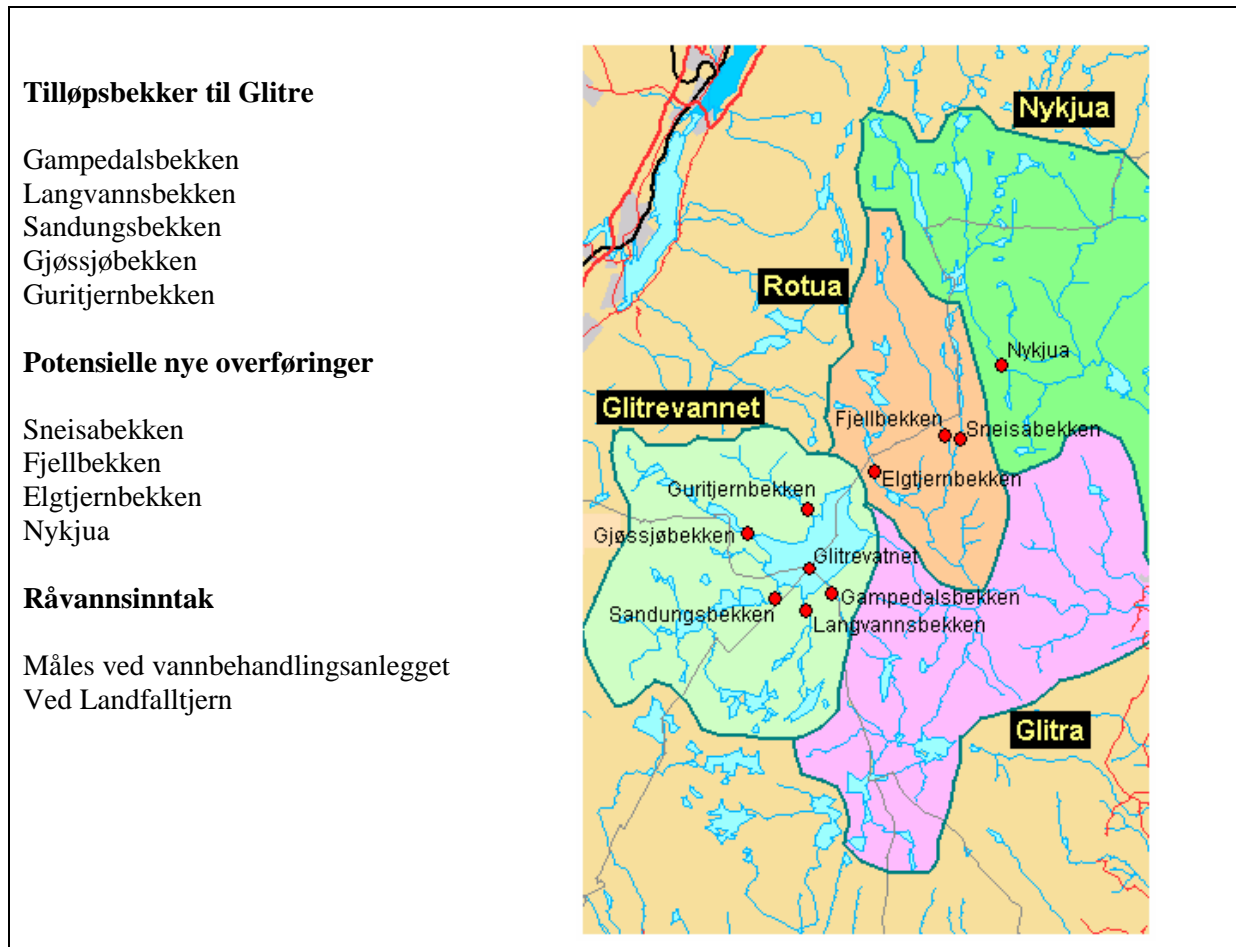 Tilløpsbekker til Glitre
Gampedalsbekken
Langvannsbekken
Sandungsbekken
Gjøssjøbekken
Guritjernbekken
Potensielle nye overføringer
Sneisabekken
Fjellbekken
Elgtjernbekken
Nykjua
Råvannsinntak
Måles ved vannbehandlingsanlegget
Ved Landfalltjern
Nykjua
Rotua
Nykjua
Glitrevannet
Fjellbekken
Sneisabekken
Elgtjernbekken
Guritjernbekken
Gjøssjøbekken
Glitrevatnet
Gampedalsbekken
Sandungsbekken
Langvannsbekken
Glitra